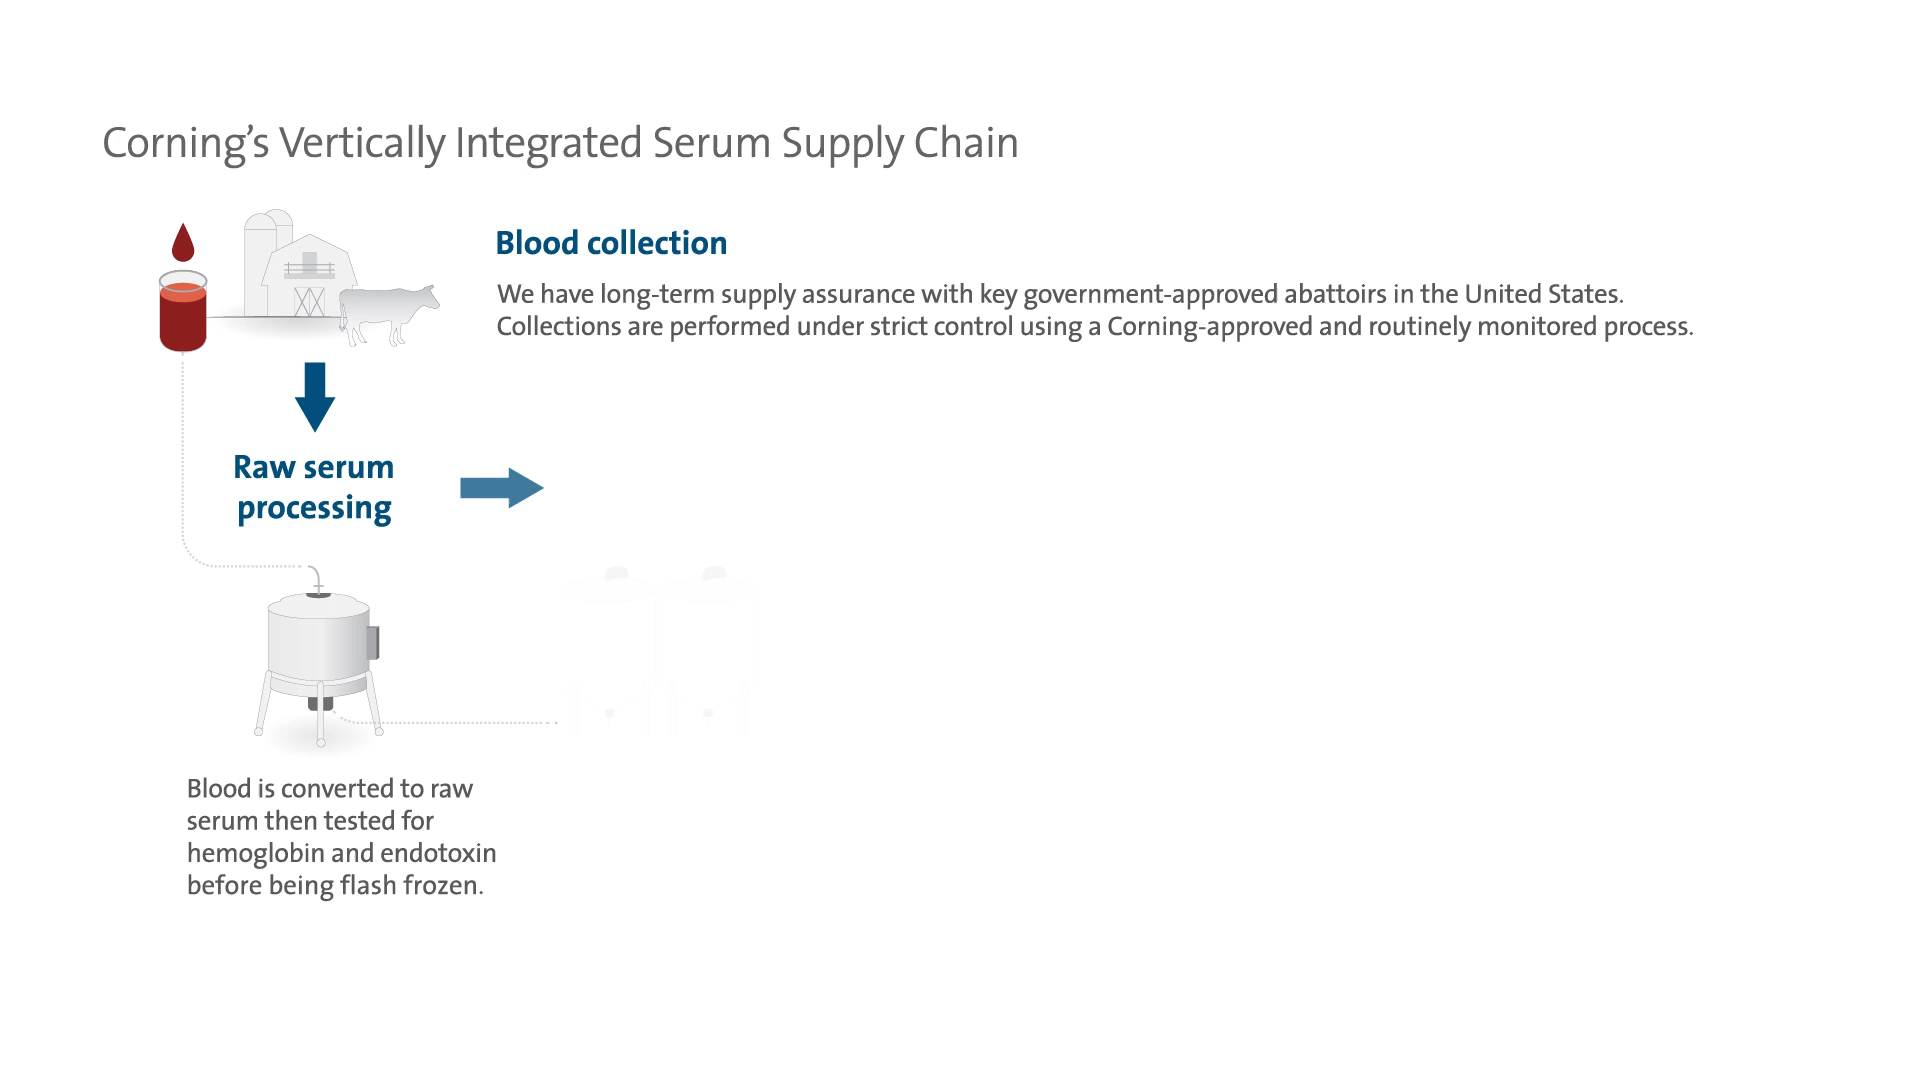 Corning’s Vertically Integrated Serum Supply Chain
Blood collection
We have long-term supply assurance with key government-approved abattoirs in the United States.
Collections are performed under strict control using a Corning-approved and routinely monitored process.
Raw serum
processing
Blood is converted to raw
serum then tested for
hemoglobin and endotoxin
before being flash frozen.